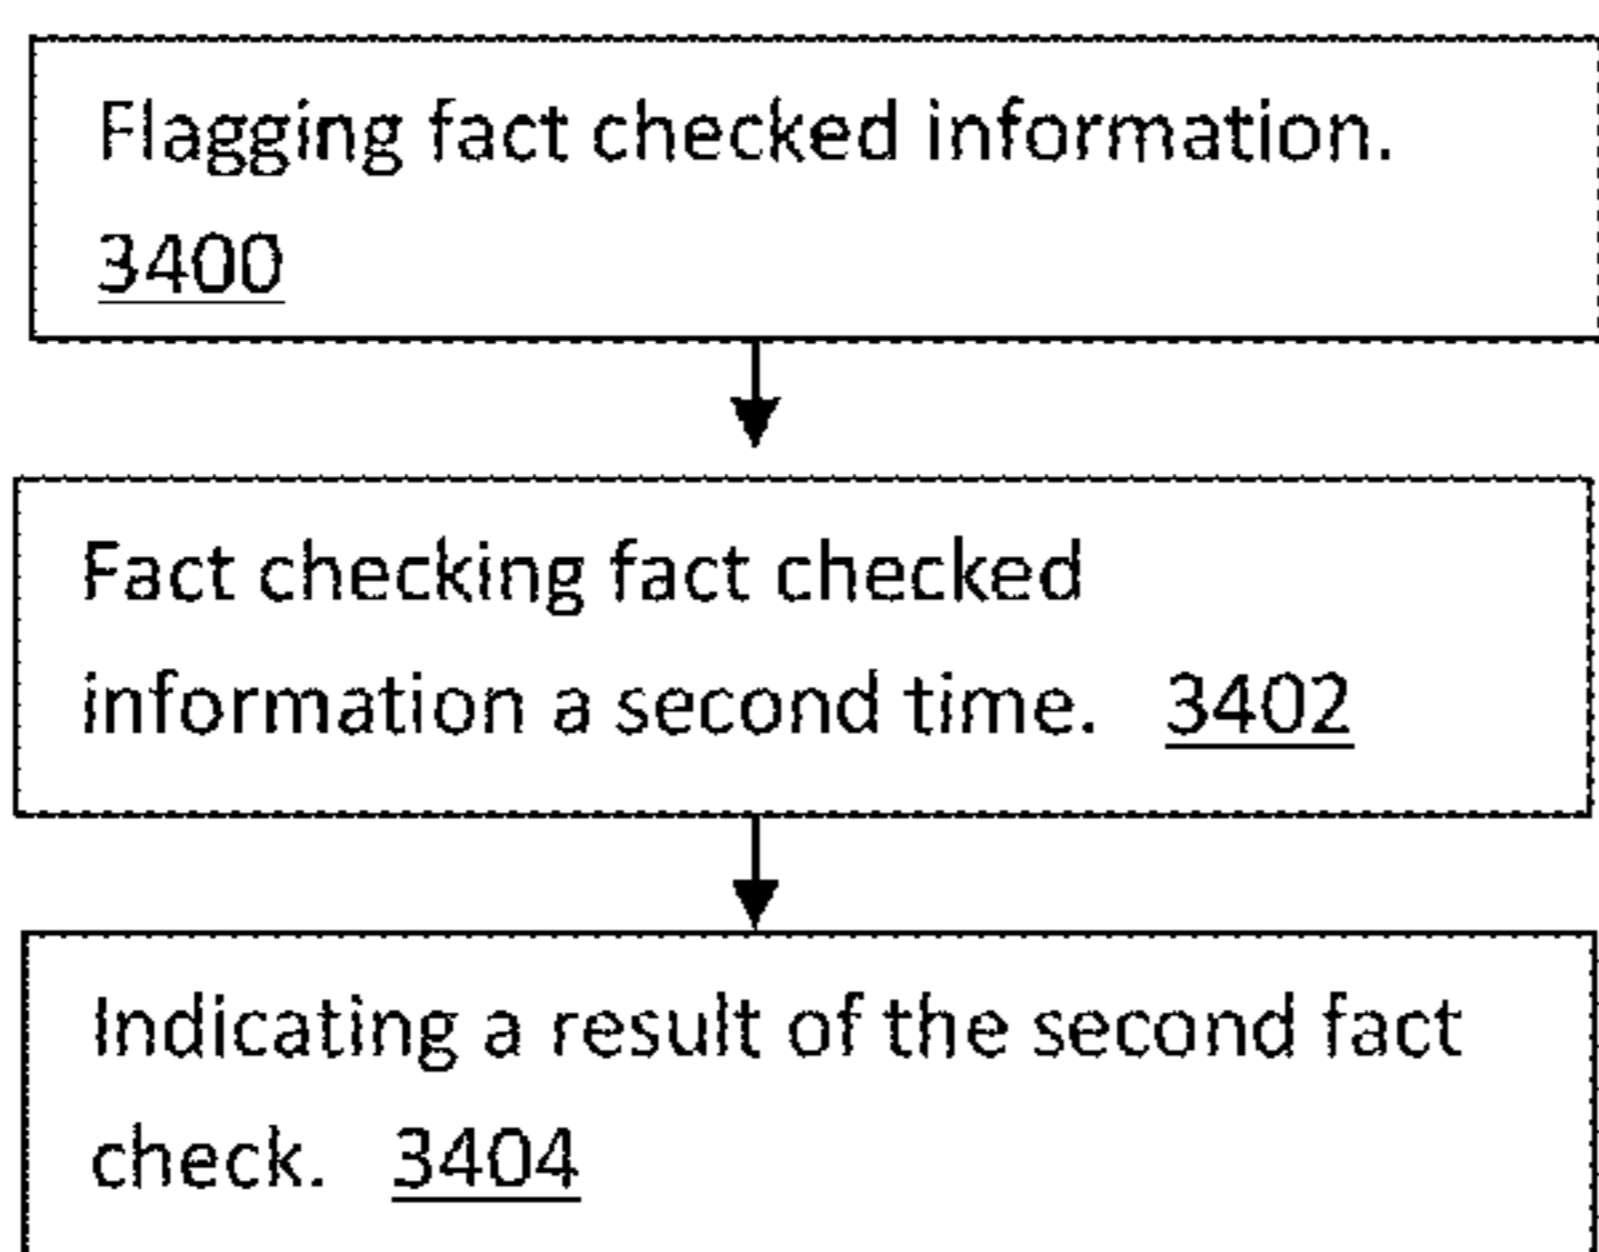 Flagging fact checked information.
3400
Fact checking fact checked
information a second time. 3402
Indicating a result of the second fact
check. 3404